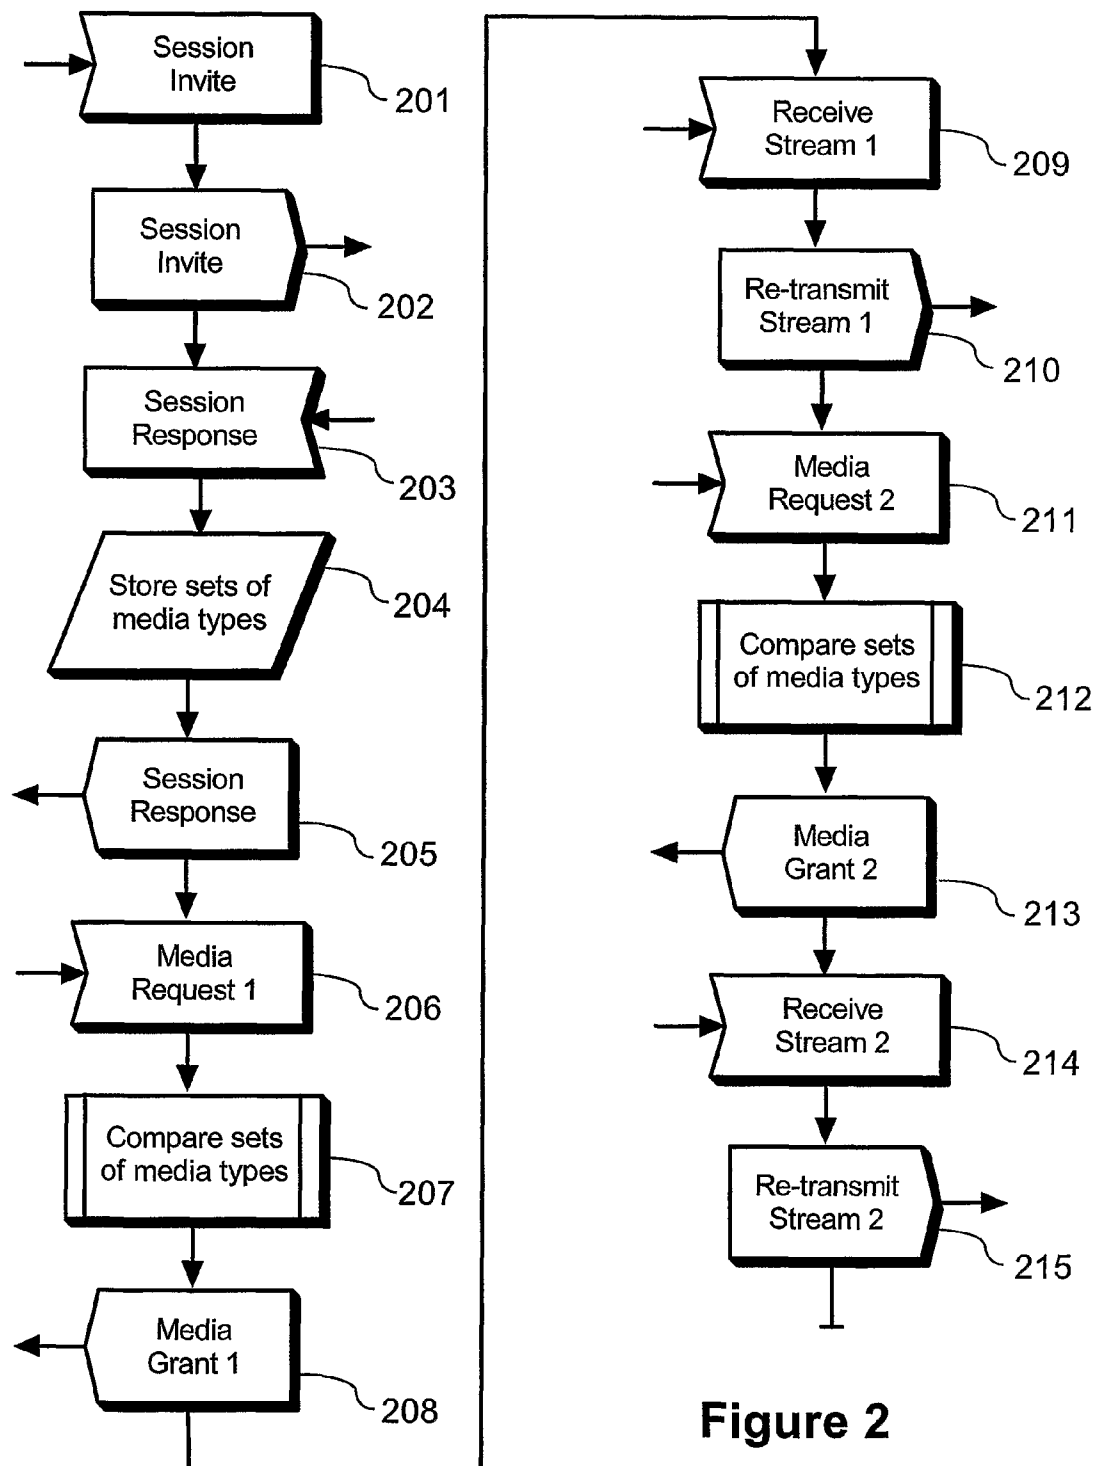 Session
Invite
201
Session
Invite
202
Session
Response
203
Store sets of
media types
204
Session
Response
205
Media
Request 1
206
Compare sets
of media types
207
Media
Grant 1
208
Receive
Stream 1
209
Re-transmit
Stream 1
210
Media
Request 2
211
Compare sets
of media types
212
Media
Grant 2
213
Receive
Stream 2
214
Re-transmit
Stream 2
215
Figure 2